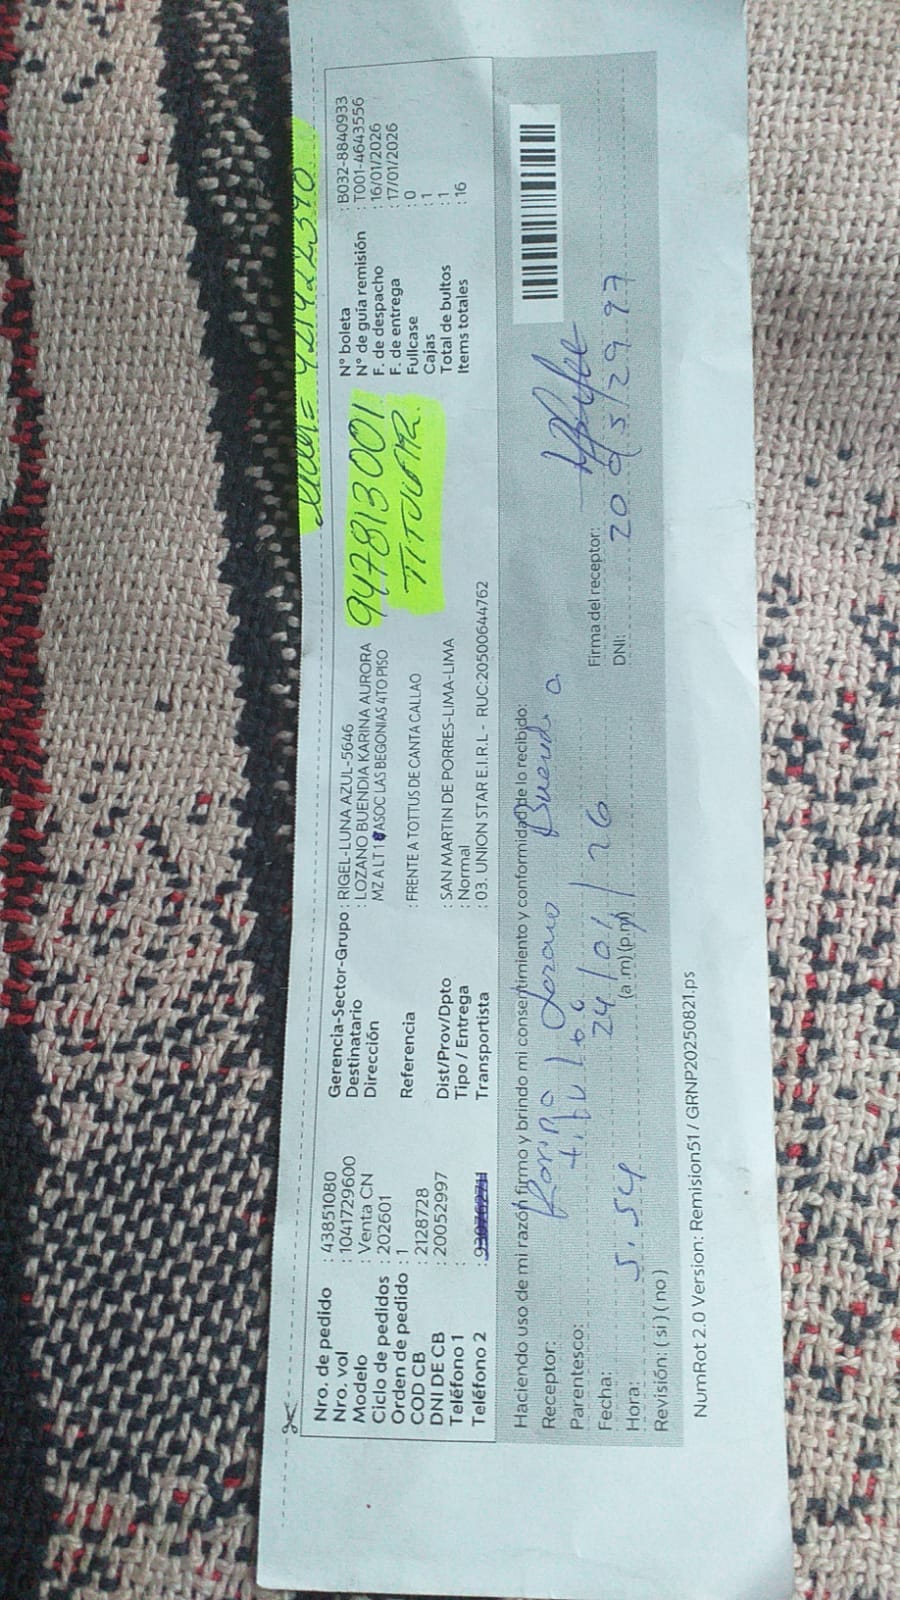 Nro. de pedido : 43851080
Nro. vol : 1041729600
Modelo : Venta CN
Ciclo de pedidos : 202601
Orden de pedido : 1
COD CB : 2128728
DNI DE CB : 20052997
Teléfono 1 :
Teléfono 2 :
Gerencia-Sector-Grupo : RIGEL-LUNA AZUL-5646
Destinatario : LOZANO BUENDIA KARINA AURORA
Dirección : MZ A LT 1 ASOC LAS BEGONIAS 4TO PISO
Referencia : FRENTE A TOTTUS DE CANTA CALLAO
Dist/Prov/Dpto : SAN MARTIN DE PORRES-LIMA-LIMA
Tipo / Entrega : Normal
Transportista : 03. UNION STAR E.I.R.L - RUC:20500644762
947813001
TITULAR
N° boleta : B032-8840933
N° de guia remisión : T001-4643556
F. de despacho : 16/01/2026
F. de entrega : 17/01/2026
Fullcase : 0
Cajas : 1
Total de bultos : 1
Items totales : 16
Haciendo uso de mi razón firmo y brindo mi consentimiento y conformidad de lo recibido:
Receptor: Karina Lozano Buendia
Parentesco: titular
Fecha: 24/01/26
Hora: 5:54 (a.m) (p.m)
Revisión: ( si ) ( no )
Firma del receptor:
DNI: 20052997
NumRot 2.0 Version: Remision51 / GRNP20250821.ps